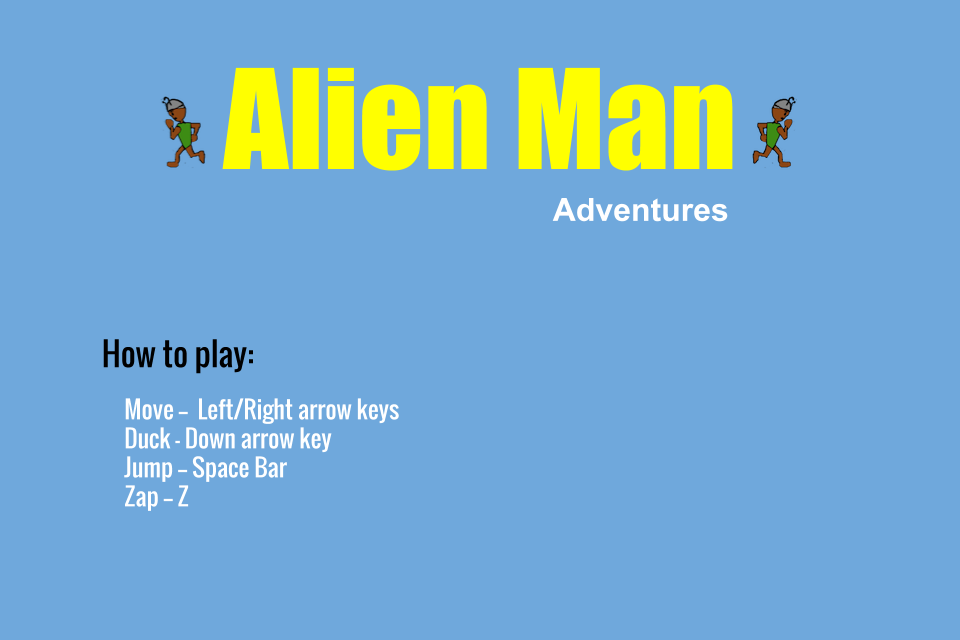 Alien Man
Adventures
How to play:
Move –  Left/Right arrow keys
Duck - Down arrow key
Jump – Space Bar
Zap – Z